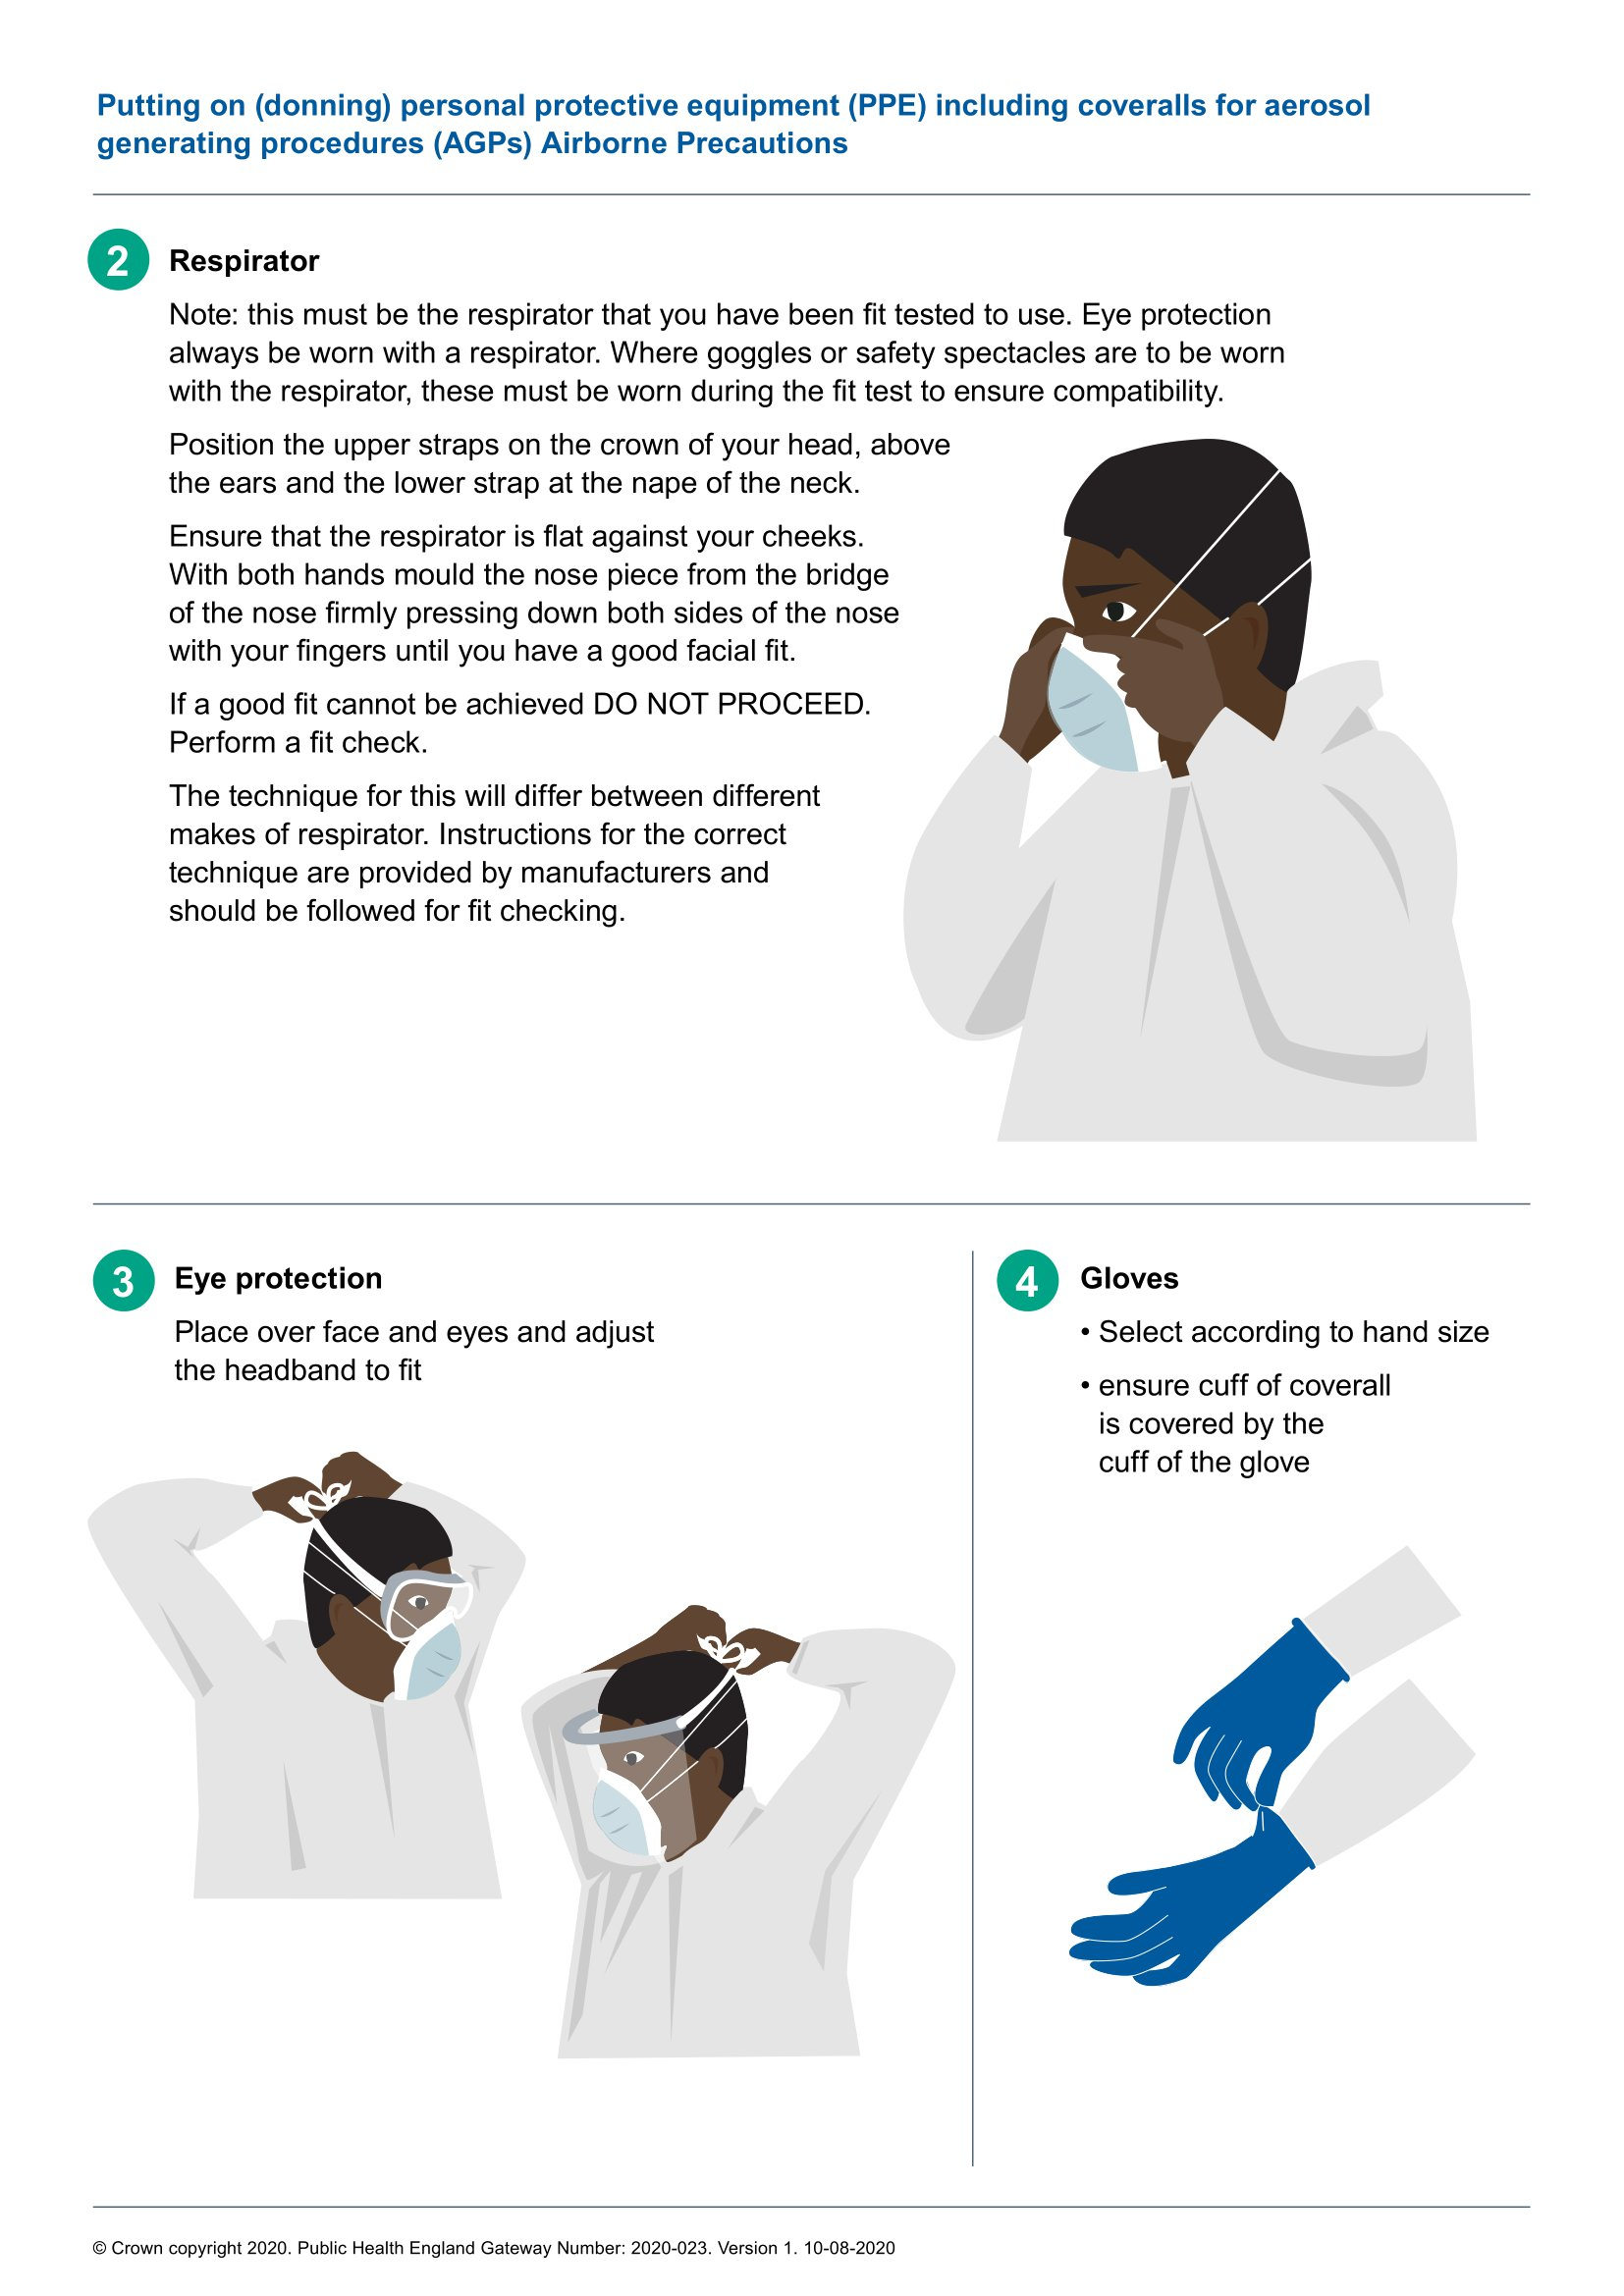 Putting on (donning) personal protective equipment (PPE) including coveralls for aerosol
generating procedures (AGPs) Airborne Precautions
2 Respirator
Note: this must be the respirator that you have been fit tested to use. Eye protection
always be worn with a respirator. Where goggles or safety spectacles are to be worn
with the respirator, these must be worn during the fit test to ensure compatibility.
Position the upper straps on the crown of your head, above
the ears and the lower strap at the nape of the neck.
Ensure that the respirator is flat against your cheeks.
With both hands mould the nose piece from the bridge
of the nose firmly pressing down both sides of the nose
with your fingers until you have a good facial fit.
If a good fit cannot be achieved DO NOT PROCEED.
Perform a fit check.
The technique for this will differ between different
makes of respirator. Instructions for the correct
technique are provided by manufacturers and
should be followed for fit checking.
3 Eye protection
Place over face and eyes and adjust
the headband to fit
4 Gloves
• Select according to hand size
• ensure cuff of coverall
is covered by the
cuff of the glove
© Crown copyright 2020. Public Health England Gateway Number: 2020-023. Version 1. 10-08-2020